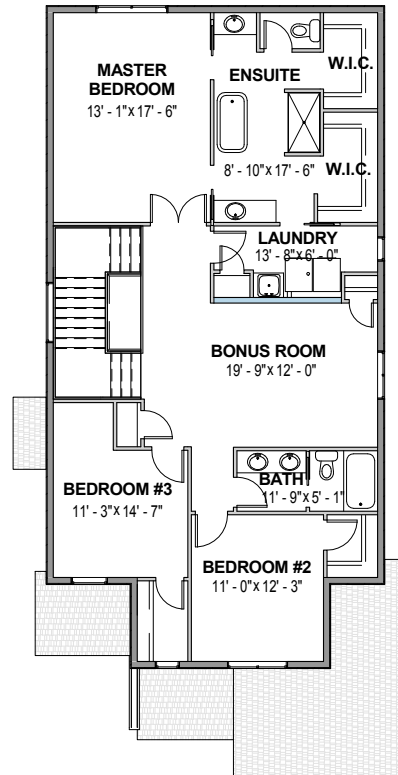 MASTER
BEDROOM
13' - 1" x 17' - 6"
ENSUITE
8' - 10" x 17' - 6"
W.I.C.
W.I.C.
LAUNDRY
13' - 8" x 6' - 0"
BONUS ROOM
19' - 9" x 12' - 0"
BATH
11' - 9" x 5' - 1"
BEDROOM #3
11' - 3" x 14' - 7"
BEDROOM #2
11' - 0" x 12' - 3"